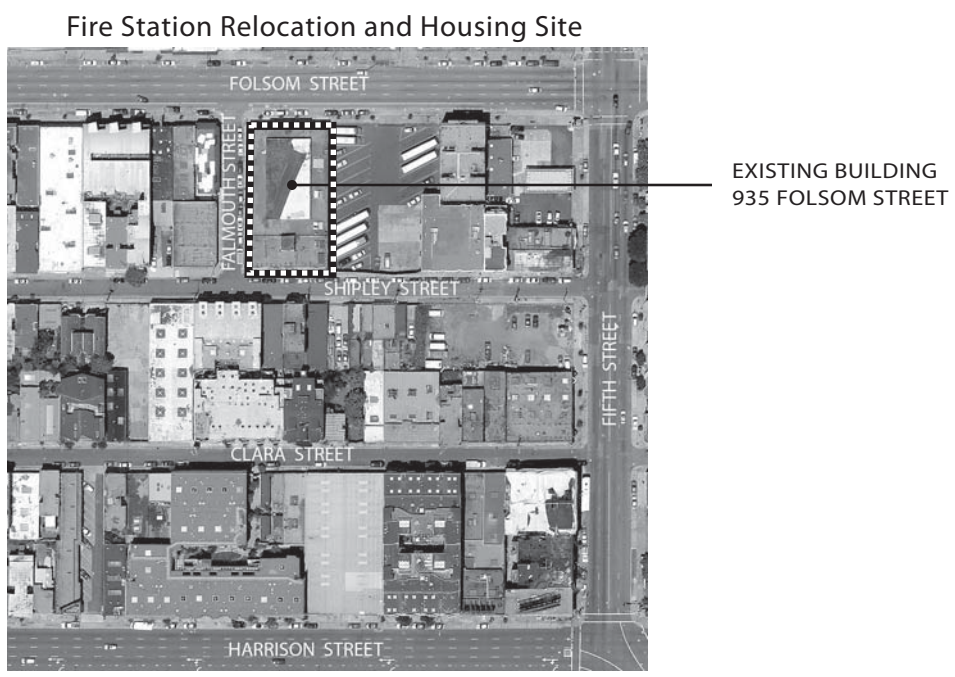 Fire Station Relocation and Housing Site
FOLSOM STREET
FALMOUTH STREET
EXISTING BUILDING
935 FOLSOM STREET
SHIPLEY STREET
FIFTH STREET
CLARA STREET
HARRISON STREET